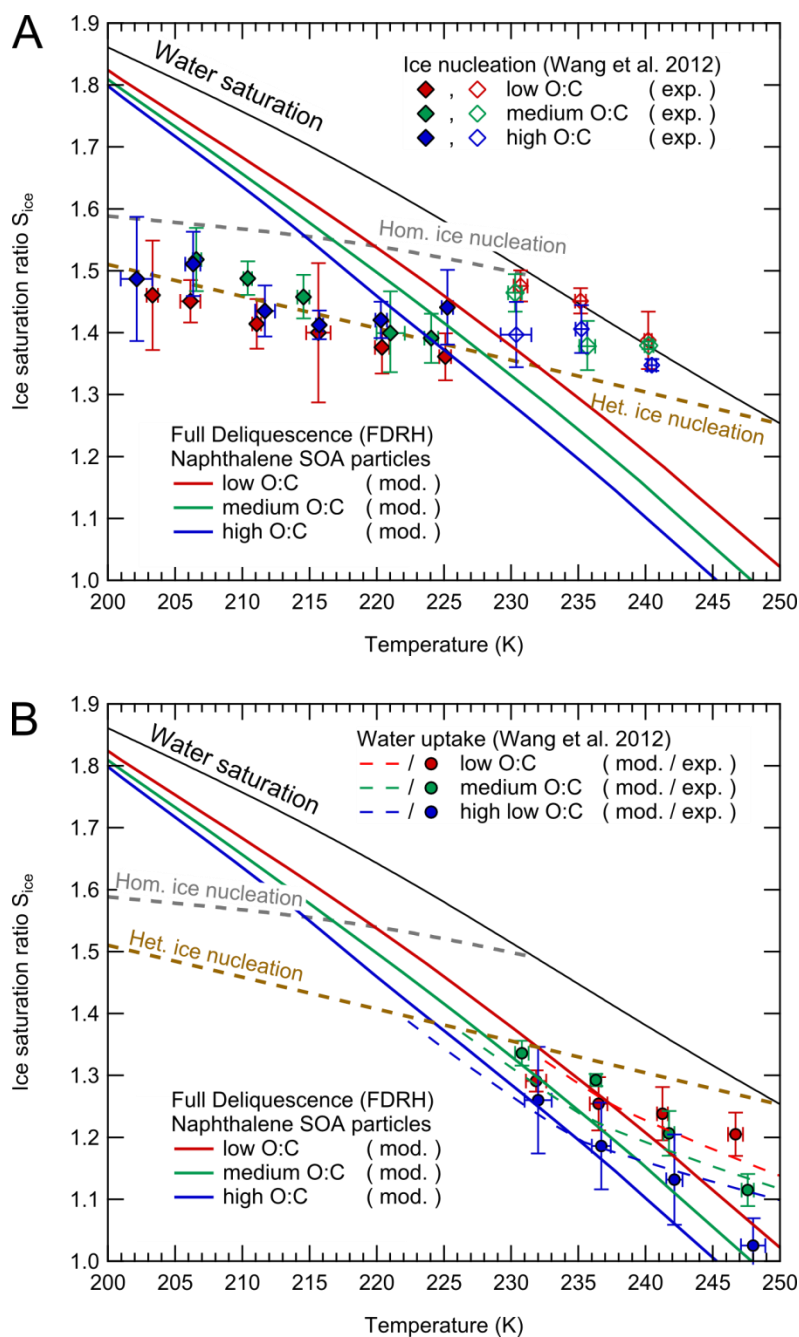 A
Water saturation
Ice nucleation (Wang et al. 2012)
, low O:C ( exp. )
, medium O:C ( exp. )
, high O:C ( exp. )
Hom. ice nucleation
Het. ice nucleation
Full Deliquescence (FDRH)
Naphthalene SOA particles
low O:C ( mod. )
medium O:C ( mod. )
high O:C ( mod. )
Ice saturation ratio Sice
1.9
1.8
1.7
1.6
1.5
1.4
1.3
1.2
1.1
1.0
200 205 210 215 220 225 230 235 240 245 250
Temperature (K)
B
Water saturation
Water uptake (Wang et al. 2012)
/ low O:C ( mod. / exp. )
/ medium O:C ( mod. / exp. )
/ high low O:C ( mod. / exp. )
Hom. ice nucleation
Het. ice nucleation
Full Deliquescence (FDRH)
Naphthalene SOA particles
low O:C ( mod. )
medium O:C ( mod. )
high O:C ( mod. )
Ice saturation ratio Sice
1.9
1.8
1.7
1.6
1.5
1.4
1.3
1.2
1.1
1.0
200 205 210 215 220 225 230 235 240 245 250
Temperature (K)